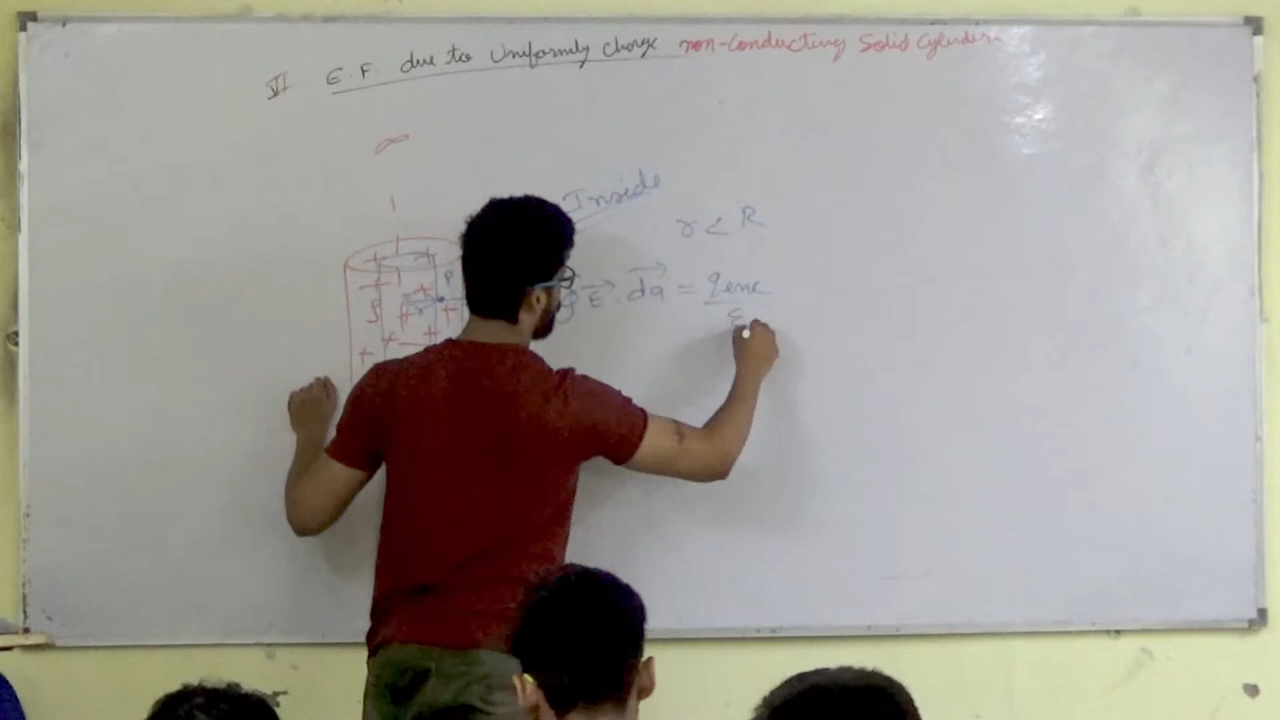 VI E.F. due to Uniformly charge non-Conducting Solid Cylinder
∞
Inside
r < R
P
ρ
∮ E⃗ . da⃗ = qenc / ε